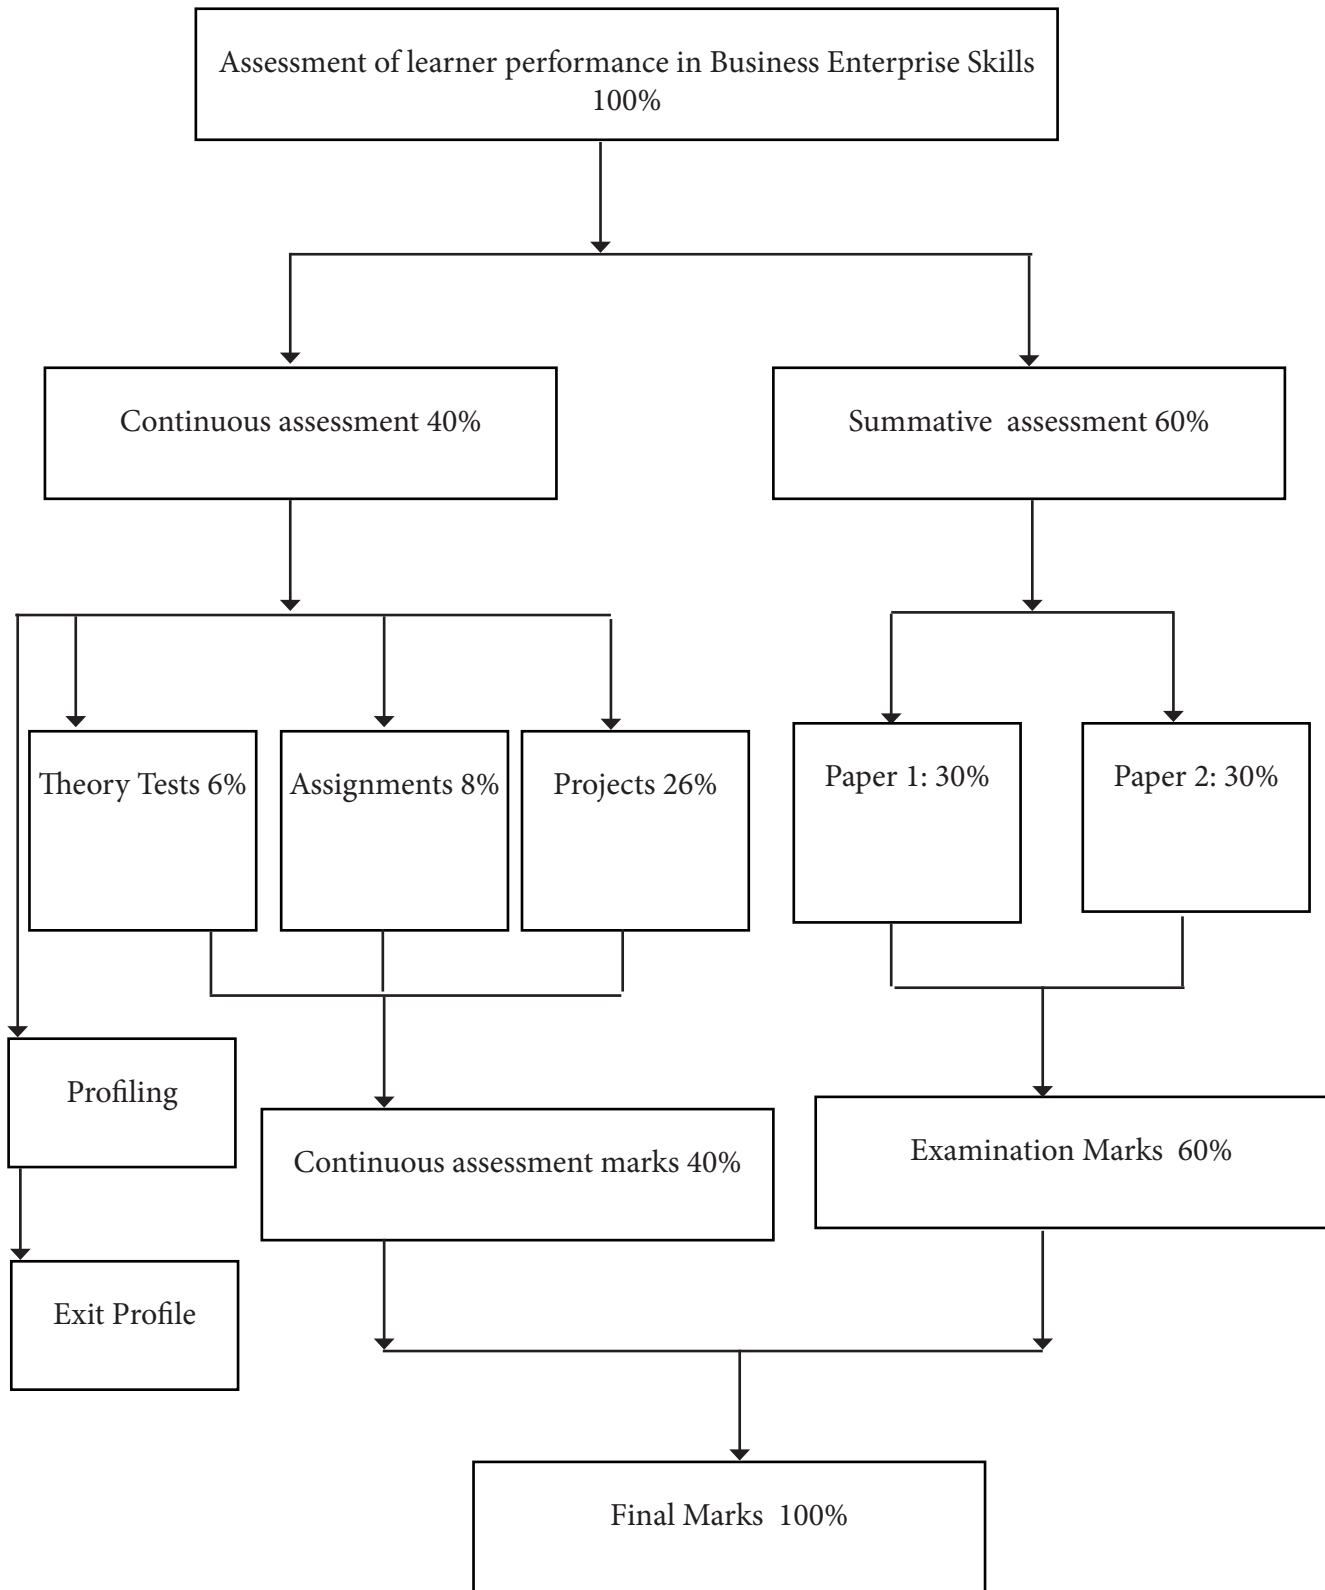 Assessment of learner performance in Business Enterprise Skills
100%
Continuous assessment 40%
Summative assessment 60%
Theory Tests 6%
Assignments 8%
Projects 26%
Paper 1: 30%
Paper 2: 30%
Profiling
Continuous assessment marks 40%
Examination Marks 60%
Exit Profile
Final Marks 100%